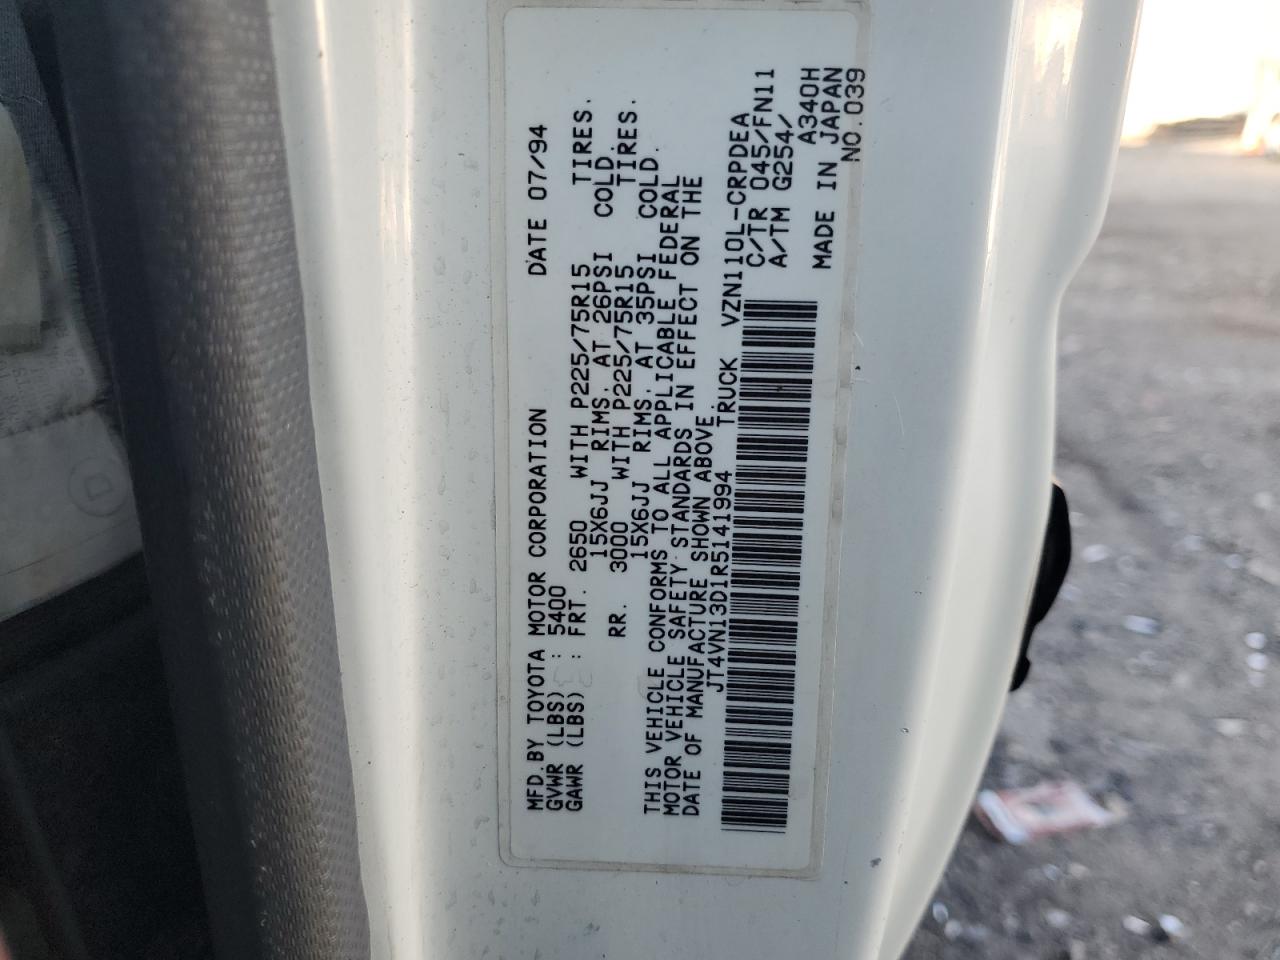 MFD.BY TOYOTA MOTOR CORPORATION DATE 07/94
GVWR (LBS) : 5400
GAWR (LBS) : FRT. 2650 WITH P225/75R15 TIRES.
15X6JJ RIMS. AT 26PSI COLD.
RR. 3000 WITH P225/75R15 TIRES.
15X6JJ RIMS. AT 35PSI COLD.
THIS VEHICLE CONFORMS TO ALL APPLICABLE FEDERAL
MOTOR VEHICLE SAFETY STANDARDS IN EFFECT ON THE
DATE OF MANUFACTURE SHOWN ABOVE.
JT4VN13D1R5141994 TRUCK VZN110L-CRPDEA
C/TR 045/FN11
A/TM G254/
A340H
MADE IN JAPAN
NO.039